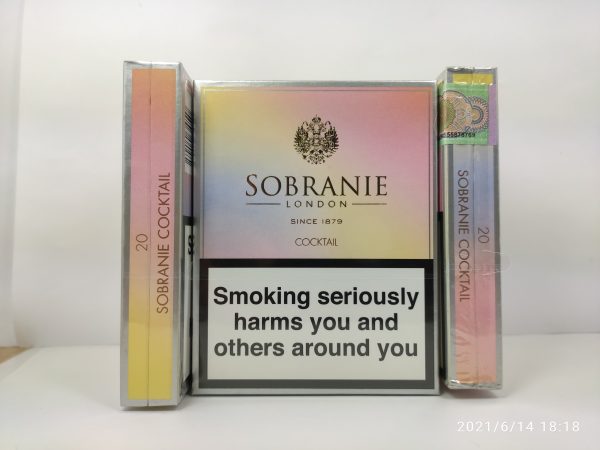 20
SOBRANIE COCKTAIL
SOBRANIE
LONDON
SINCE 1879
COCKTAIL
Smoking seriously
harms you and
others around you
55876769
20
SOBRANIE COCKTAIL
2021/6/14 18:18